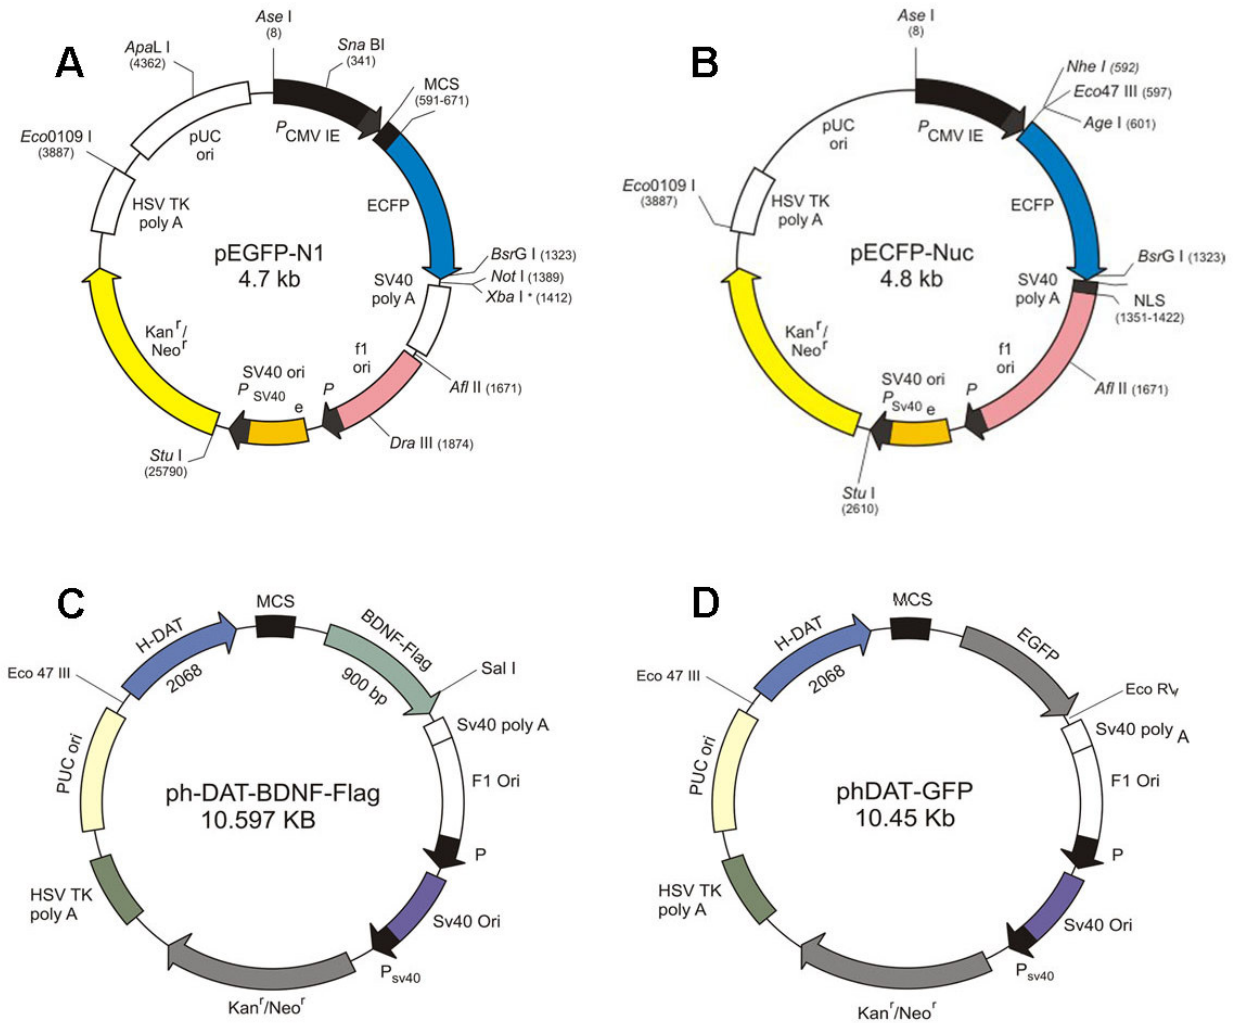 A
Ase I
(8)
Sna BI
(341)
ApaL I
(4362)
MCS
(591-671)
PCMV IE
pUC
ori
Eco0109 I
(3887)
HSV TK
poly A
ECFP
pEGFP-N1
4.7 kb
BsrG I (1323)
Not I (1389)
Xba I * (1412)
SV40
poly A
Kanr/
Neor
f1
ori
SV40 ori
P SV40
e
P
Afl II (1671)
Dra III (1874)
Stu I
(25790)
B
Ase I
(8)
Nhe I (592)
Eco47 III (597)
Age I (601)
PCMV IE
pUC
ori
Eco0109 I
(3887)
HSV TK
poly A
ECFP
pECFP-Nuc
4.8 kb
BsrG I (1323)
SV40
poly A
NLS
(1351-1422)
Kanr/
Neor
f1
ori
SV40 ori
P Sv40 e
P
Afl II (1671)
Stu I
(2610)
C
MCS
H-DAT
2068
BDNF-Flag
900 bp
Eco 47 III
Sal I
PUC ori
Sv40 poly A
F1 Ori
ph-DAT-BDNF-Flag
10.597 KB
P
HSV TK
poly A
Sv40 Ori
Psv40
Kanr/Neor
D
MCS
H-DAT
2068
EGFP
Eco 47 III
Eco RV
PUC ori
Sv40 poly A
F1 Ori
phDAT-GFP
10.45 Kb
P
HSV TK
poly A
Sv40 Ori
Psv40
Kanr/Neor